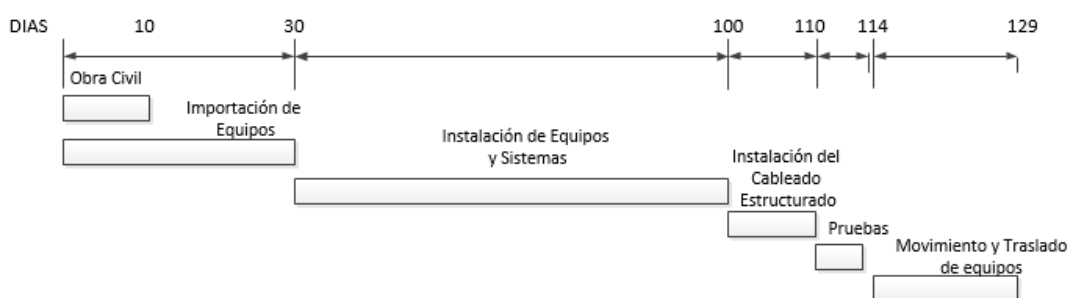 DIAS 10 30 100 110 114 129
Obra Civil
Importación de
Equipos
Instalación de Equipos
y Sistemas
Instalación del
Cableado
Estructurado
Pruebas
Movimiento y Traslado
de equipos